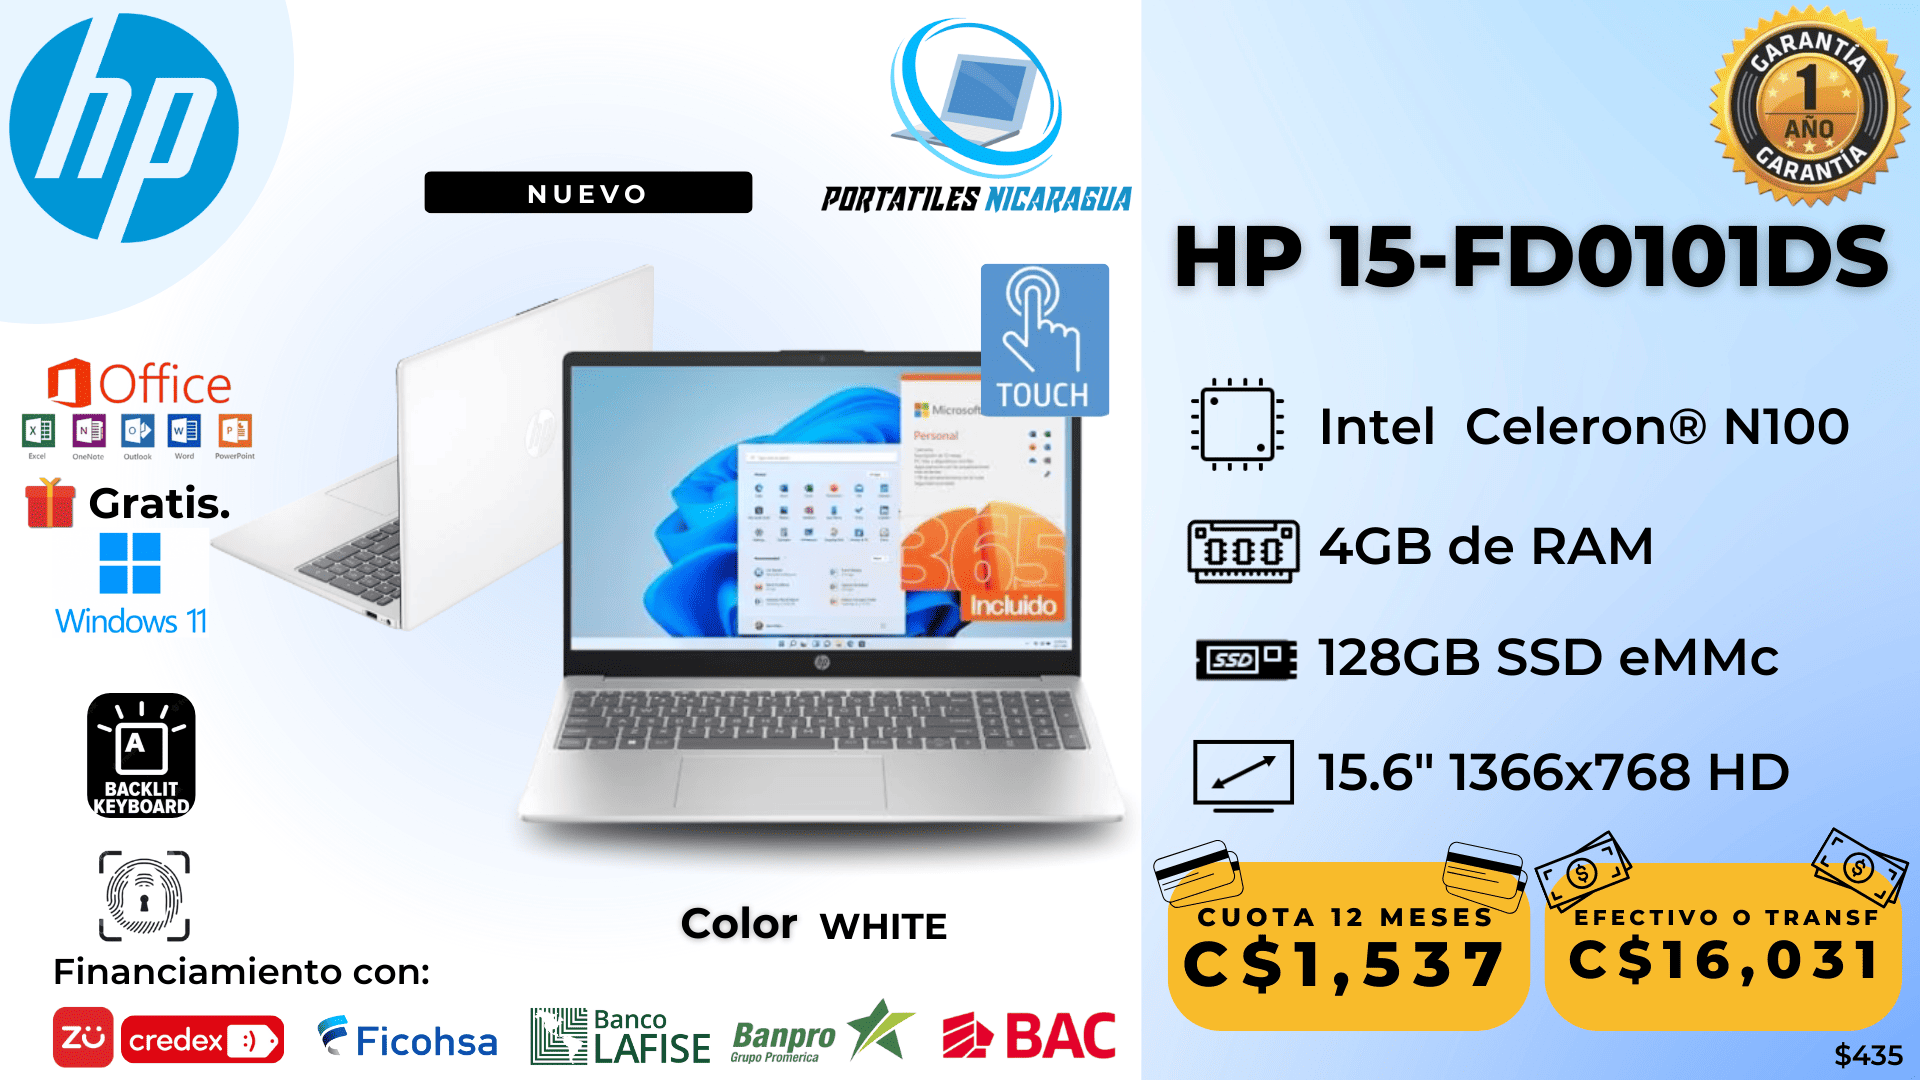 hp
NUEVO
PORTATILES NICARAGUA
GARANTÍA
1
AÑO
GARANTÍA
HP 15-FD0101DS
TOUCH
Office
Excel
OneNote
Outlook
Word
PowerPoint
Gratis.
Windows 11
Microsoft
Personal
365
Incluido
hp
A
BACKLIT
KEYBOARD
Color WHITE
Intel Celeron® N100
4GB de RAM
SSD
128GB SSD eMMc
15.6" 1366x768 HD
CUOTA 12 MESES
C$1,537
EFECTIVO O TRANSF
C$16,031
$435
Financiamiento con:
ZU
credex :)
Ficohsa
Banco
LAFISE
Banpro
Grupo Promerica
BAC